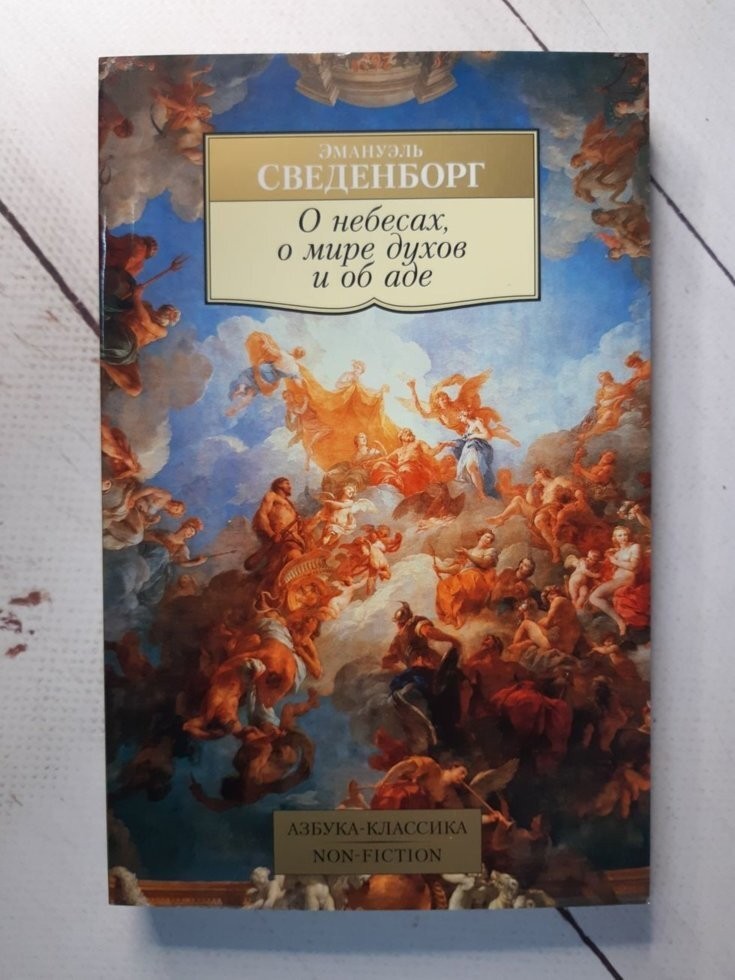 ЭМАНУЭЛЬ
СВЕДЕНБОРГ
О небесах,
о мире духов
и об аде
АЗБУКА-КЛАССИКА
NON-FICTION